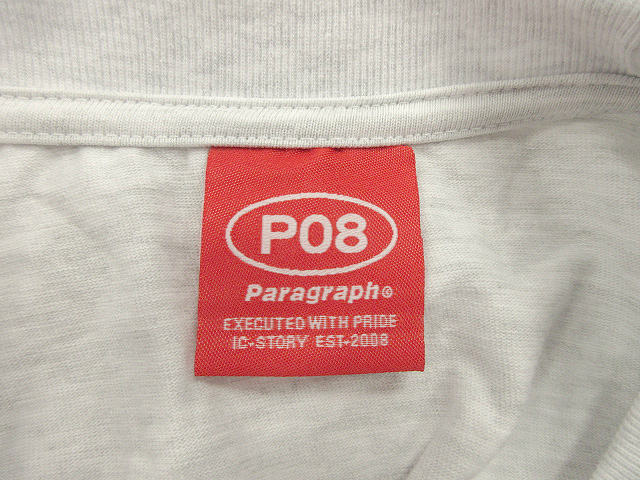 P08
Paragraph©
EXECUTED WITH PRIDE
IC-STORY EST-2008